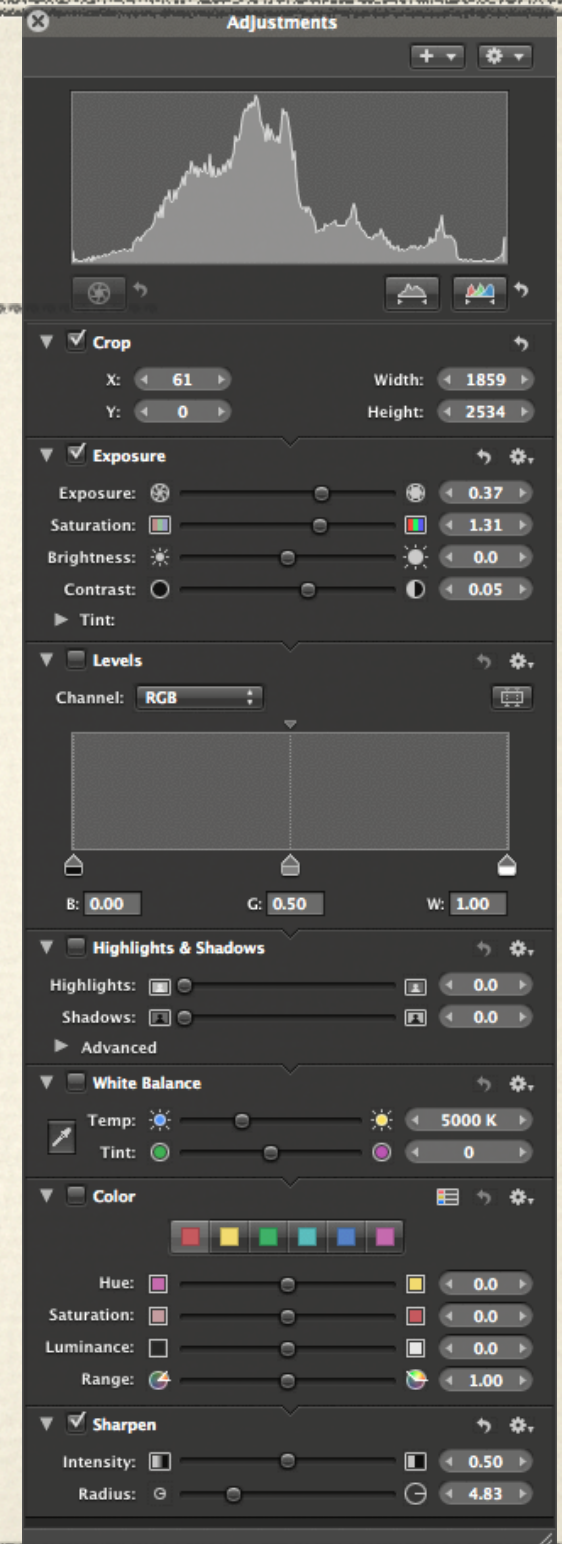 Adjustments
Crop
X: 61 Width: 1859
Y: 0 Height: 2534
Exposure
Exposure: 0.37
Saturation: 1.31
Brightness: 0.0
Contrast: 0.05
Tint:
Levels
Channel: RGB
B: 0.00 G: 0.50 W: 1.00
Highlights & Shadows
Highlights: 0.0
Shadows: 0.0
Advanced
White Balance
Temp: 5000 K
Tint: 0
Color
Hue: 0.0
Saturation: 0.0
Luminance: 0.0
Range: 1.00
Sharpen
Intensity: 0.50
Radius: 4.83